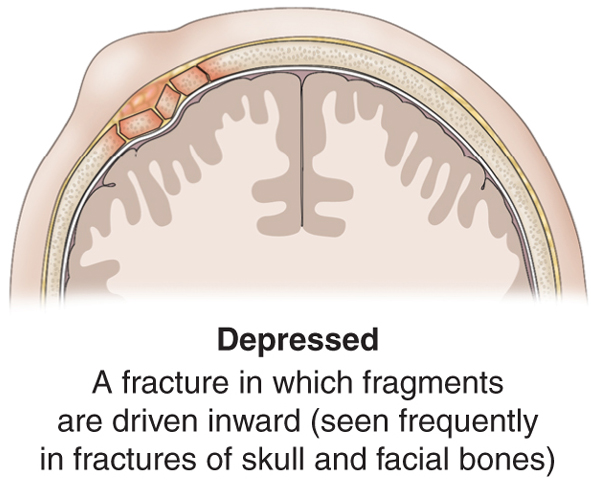 Depressed
A fracture in which fragments
are driven inward (seen frequently
in fractures of skull and facial bones)